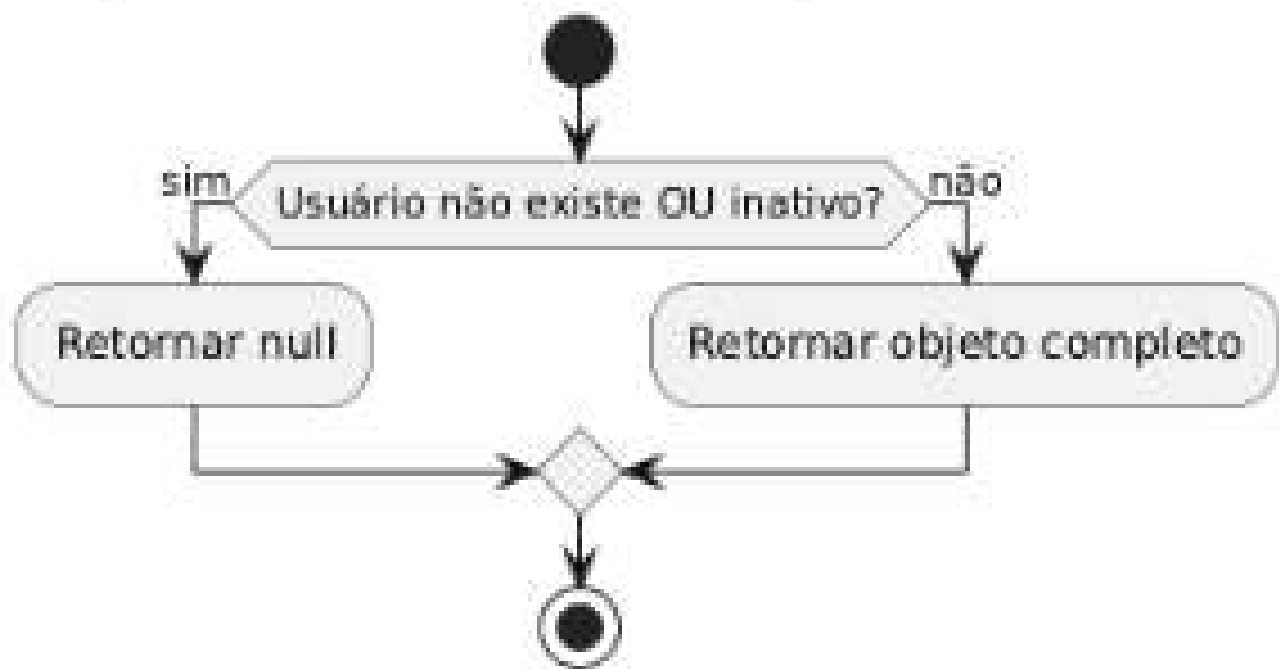 sim
Usuário não existe OU inativo?
não
Retornar null
Retornar objeto completo